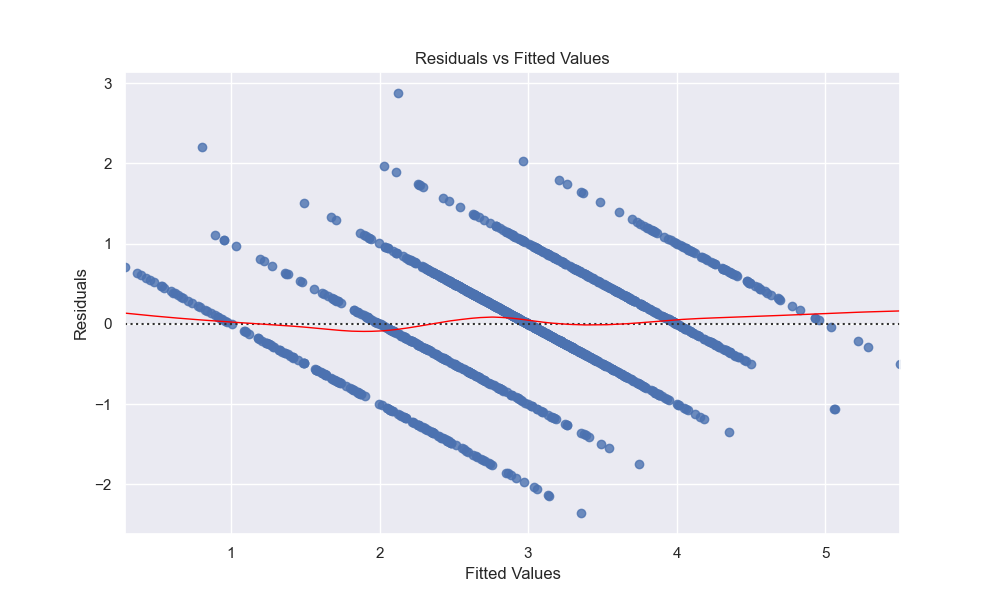 Residuals vs Fitted Values
3
2
1
0
−1
−2
Residuals
1 2 3 4 5
Fitted Values